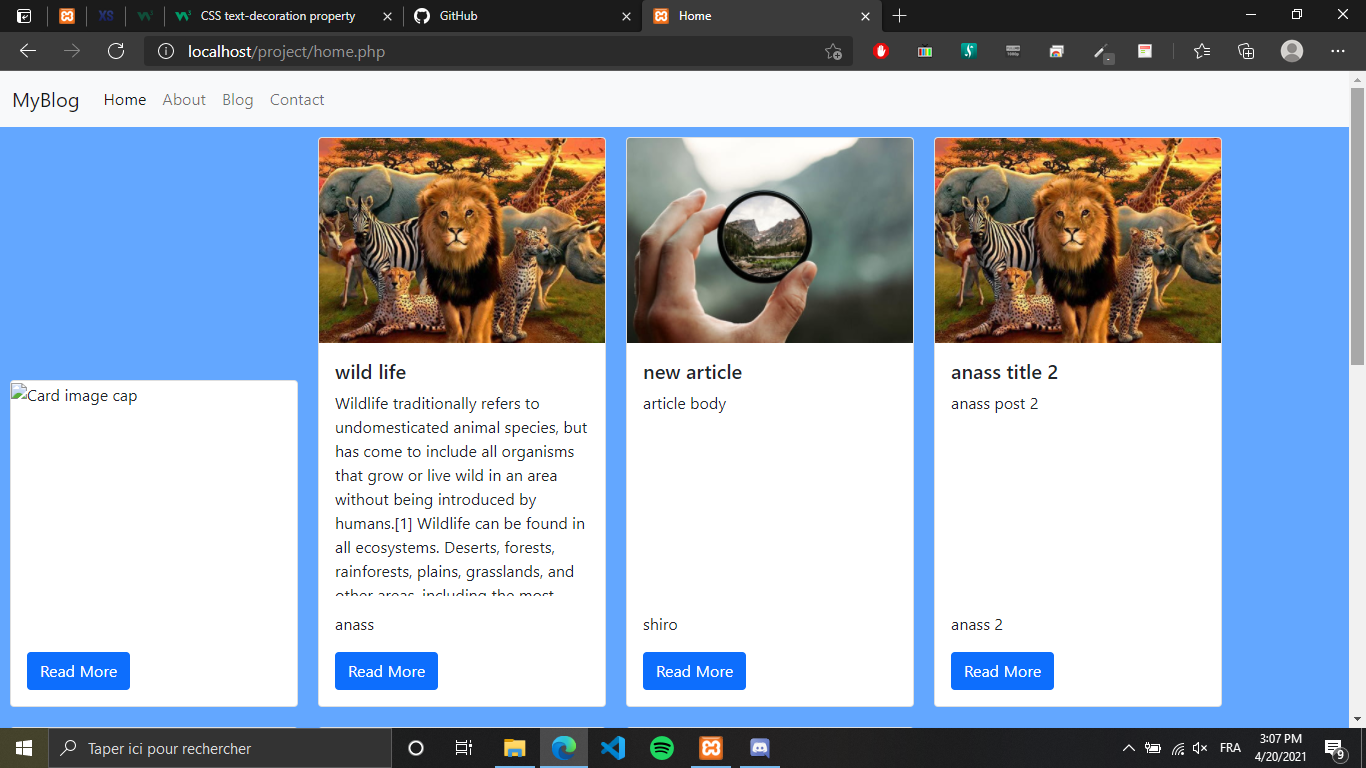 XS
CSS text-decoration property
GitHub
Home
localhost/project/home.php
MyBlog
Home
About
Blog
Contact
Card image cap
Read More
wild life
Wildlife traditionally refers to
undomesticated animal species, but
has come to include all organisms
that grow or live wild in an area
without being introduced by
humans.[1] Wildlife can be found in
all ecosystems. Deserts, forests,
rainforests, plains, grasslands, and
other areas, including the most
anass
Read More
new article
article body
shiro
Read More
anass title 2
anass post 2
anass 2
Read More
Taper ici pour rechercher
FRA
3:07 PM
4/20/2021
9